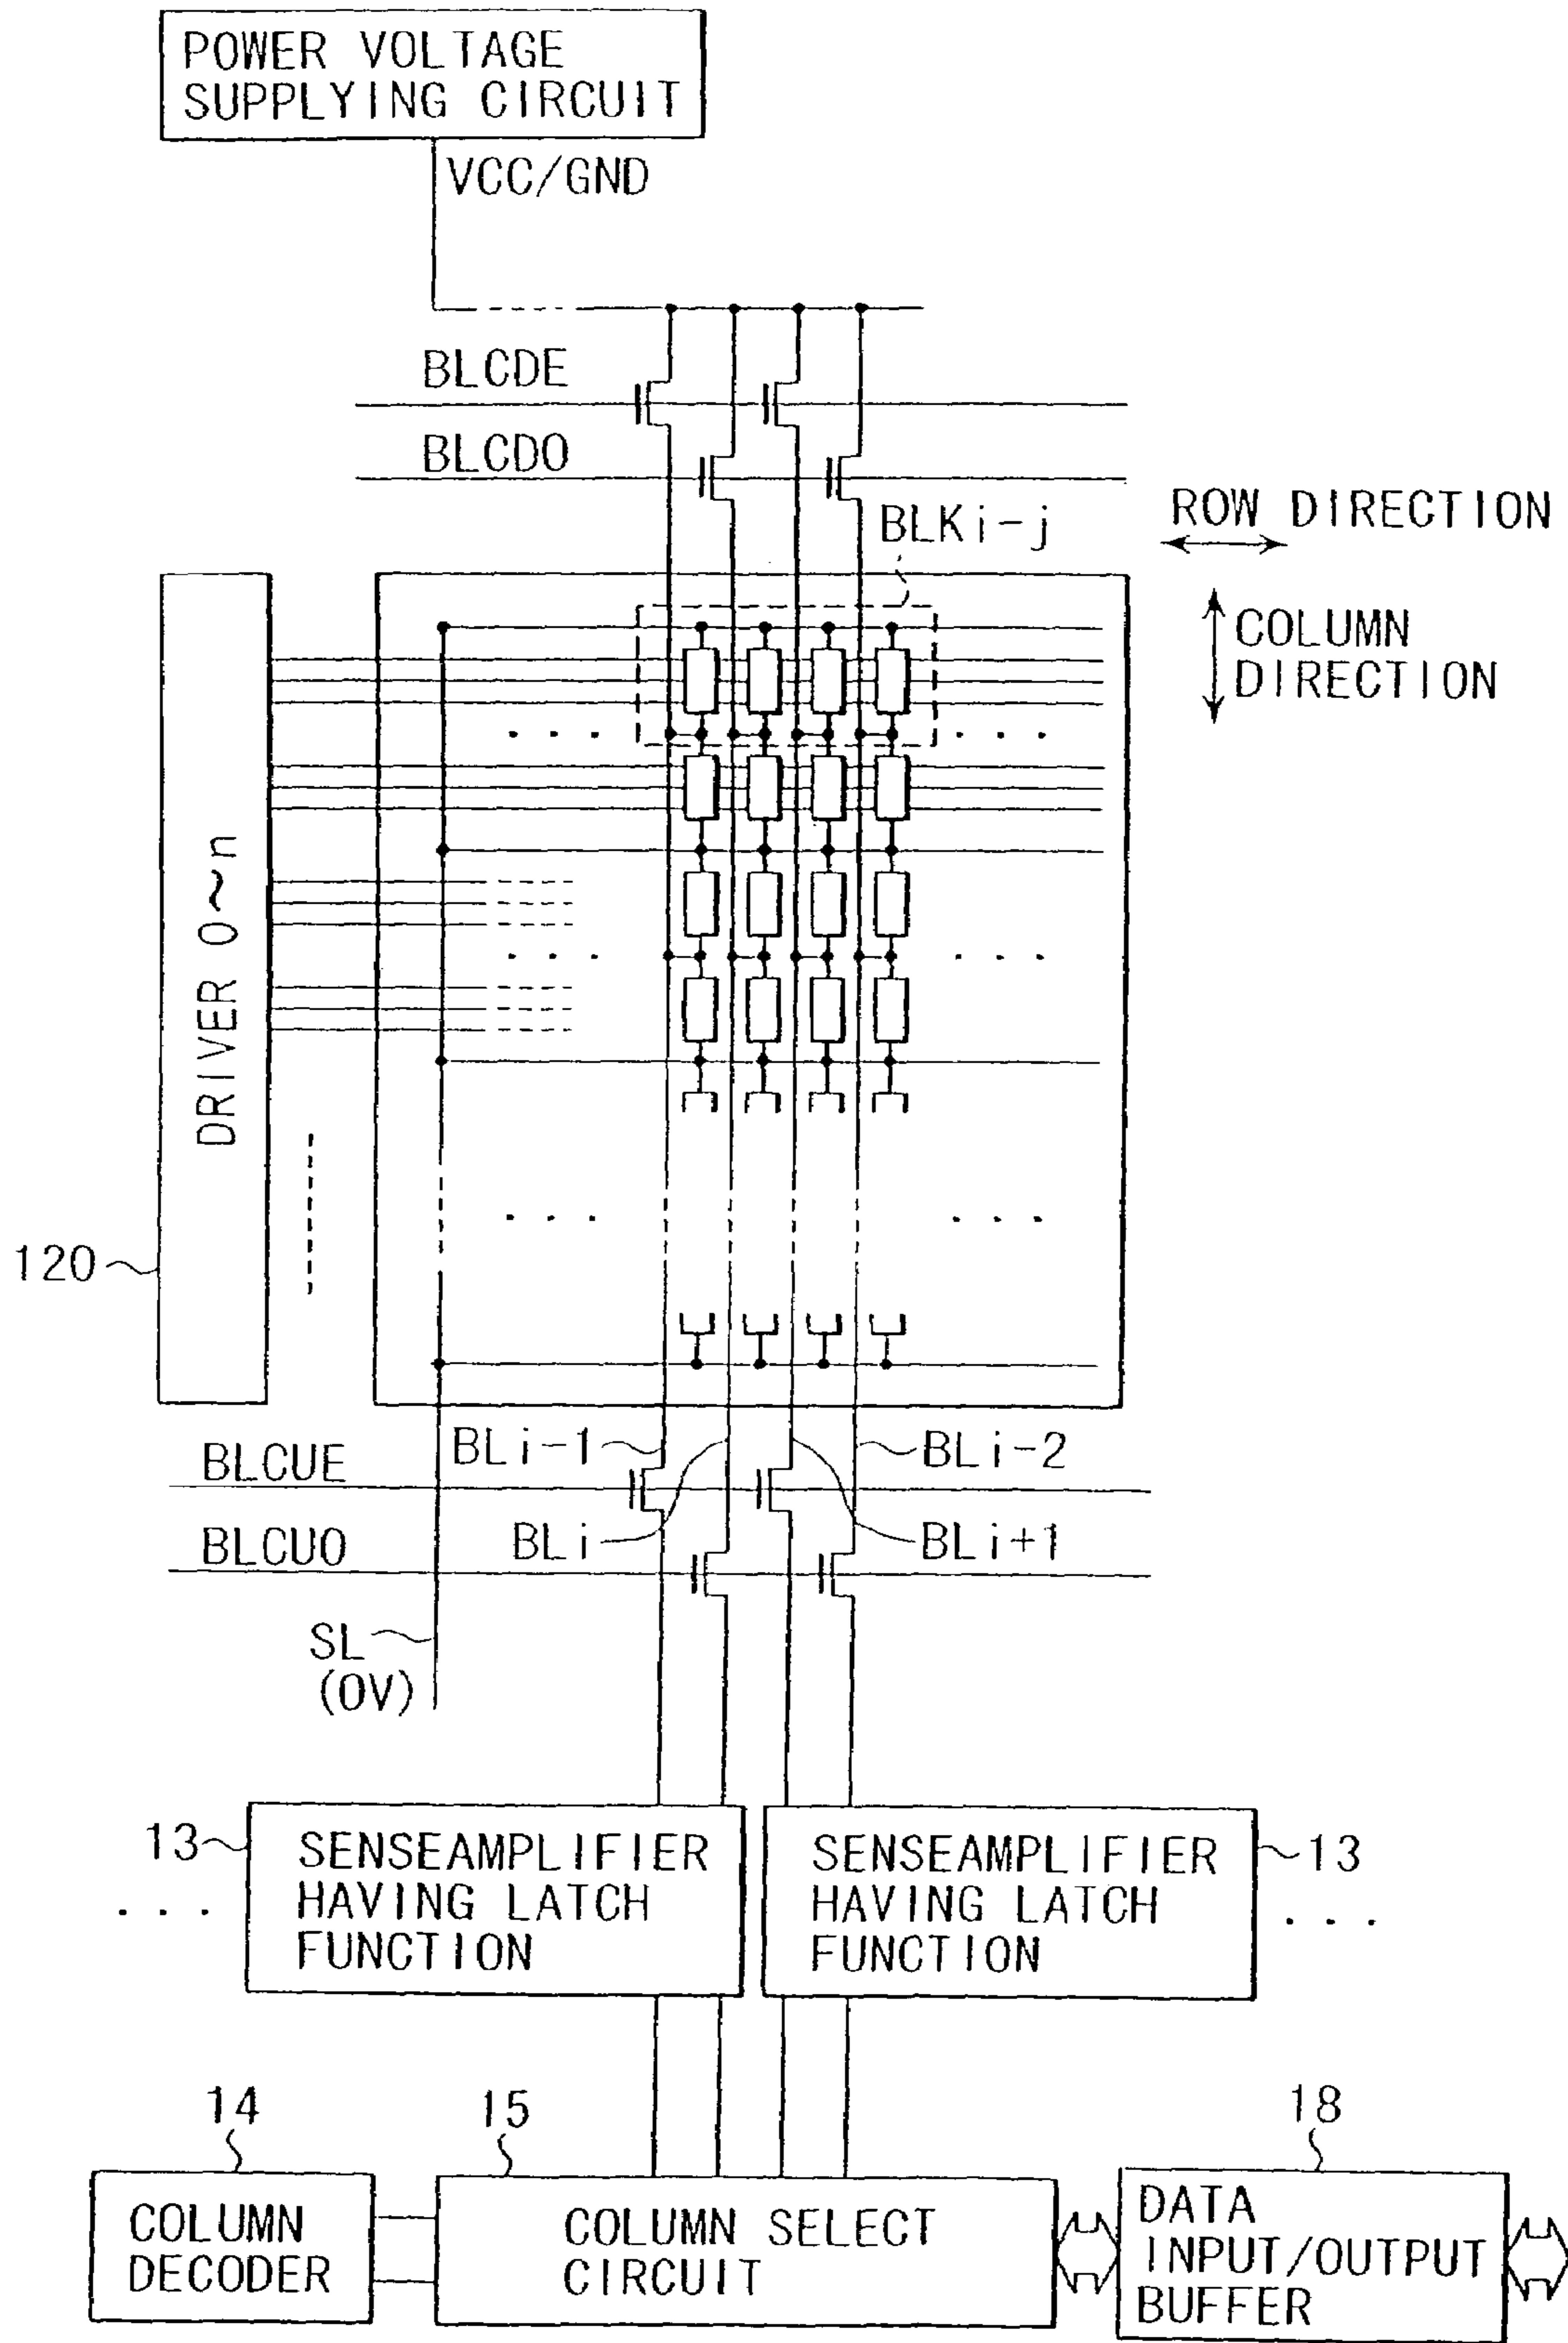 POWER VOLTAGE
SUPPLYING CIRCUIT
VCC/GND
BLCDE
BLCDO
BLKi-j
ROW DIRECTION
COLUMN
DIRECTION
DRIVER 0~n
120
BLi-1
BLi-2
BLCUE
BLi
BLi+1
BLCUO
SL
(0V)
13
SENSEAMPLIFIER
HAVING LATCH
FUNCTION
SENSEAMPLIFIER
HAVING LATCH
FUNCTION
13
14
15
18
COLUMN
DECODER
COLUMN SELECT
CIRCUIT
DATA
INPUT/OUTPUT
BUFFER